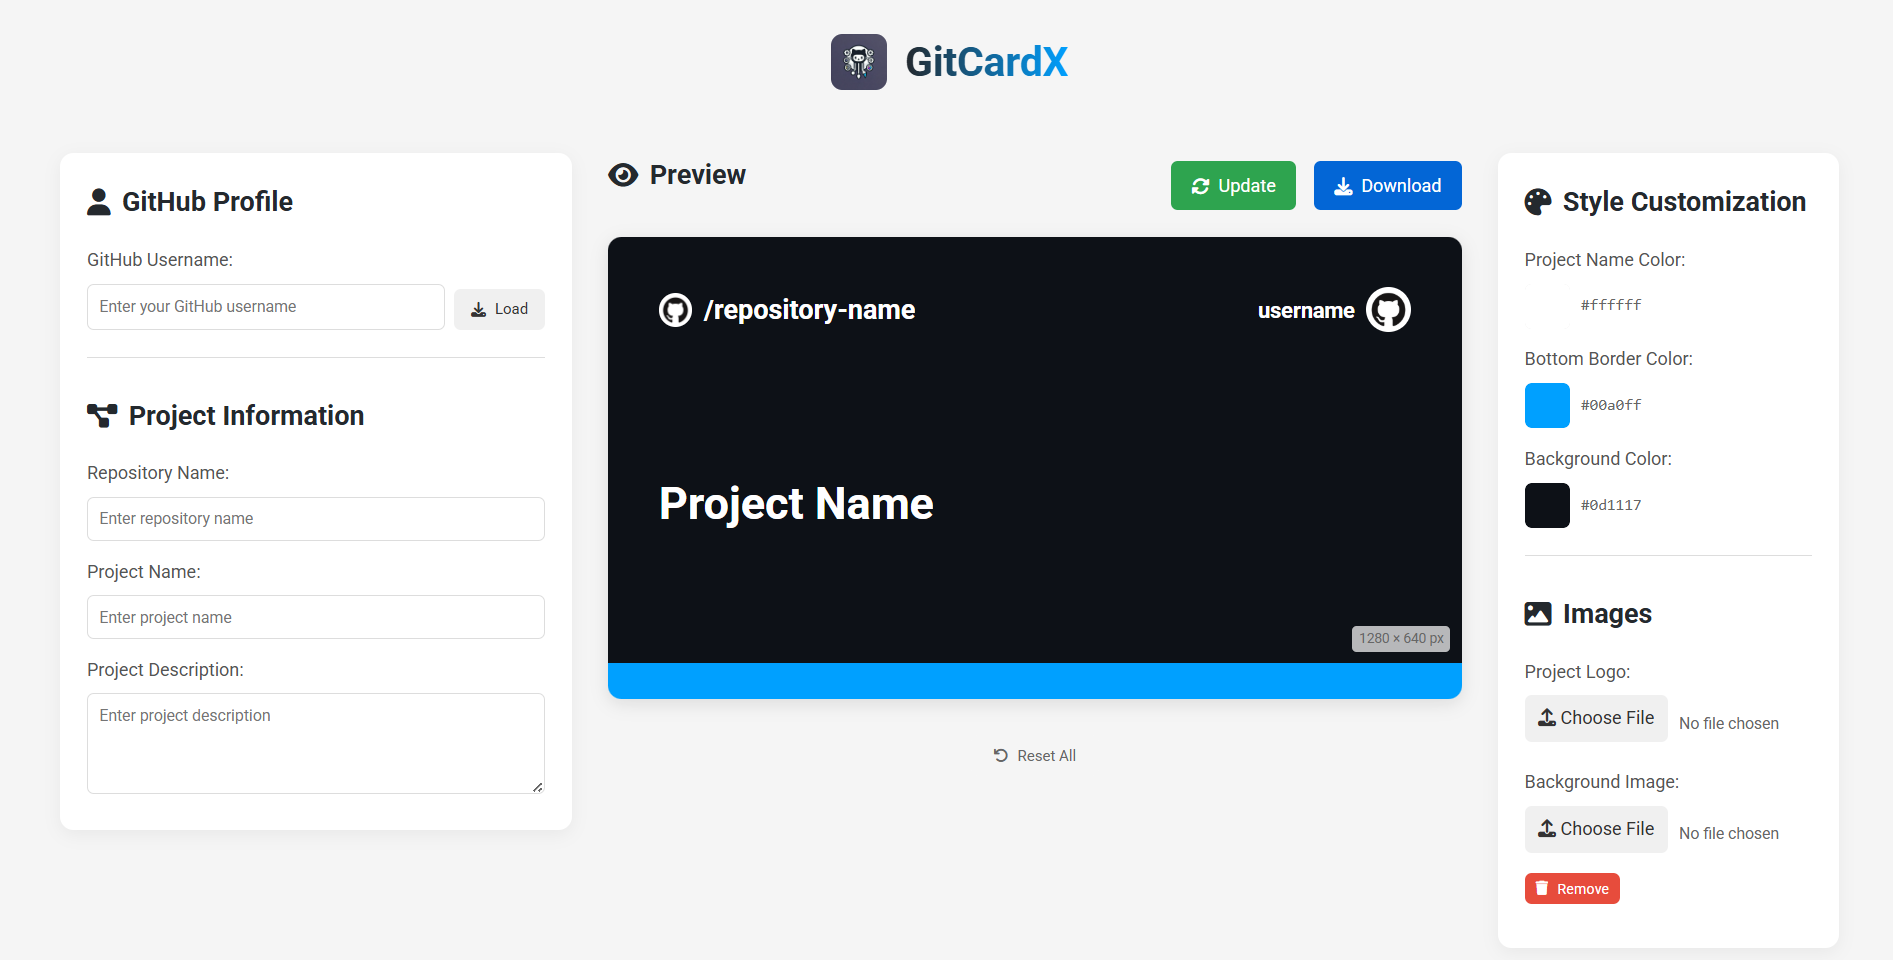 GitCardX
GitHub Profile
GitHub Username:
Enter your GitHub username
Load
Project Information
Repository Name:
Enter repository name
Project Name:
Enter project name
Project Description:
Enter project description
Preview
Update
Download
/repository-name
username
Project Name
1280 × 640 px
Reset All
Style Customization
Project Name Color:
#ffffff
Bottom Border Color:
#00a0ff
Background Color:
#0d1117
Images
Project Logo:
Choose File
No file chosen
Background Image:
Choose File
No file chosen
Remove